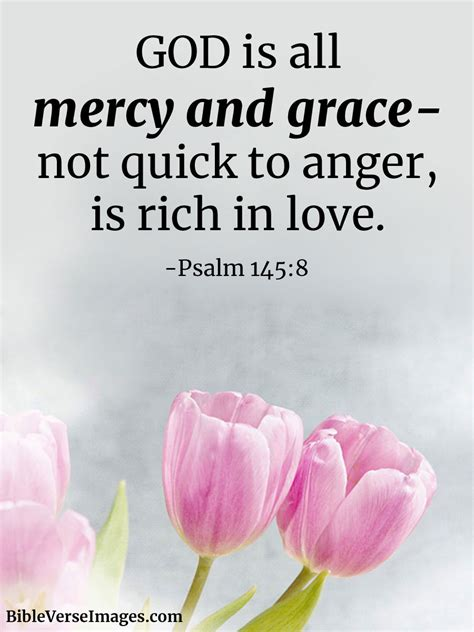 GOD is all
mercy and grace-
not quick to anger,
is rich in love.
-Psalm 145:8
BibleVerseImages.com